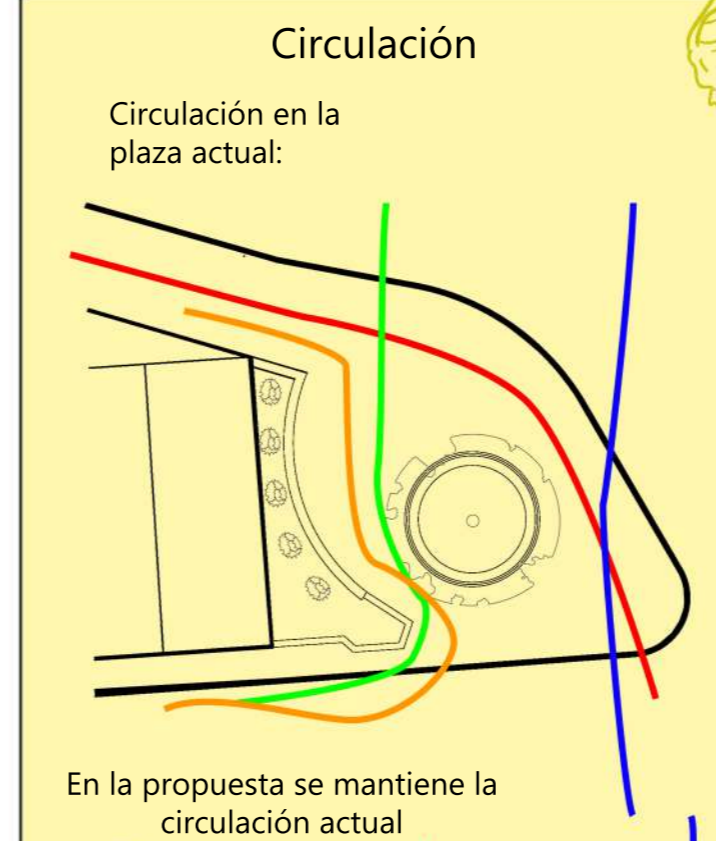 Circulación
Circulación en la
plaza actual:
En la propuesta se mantiene la
circulación actual